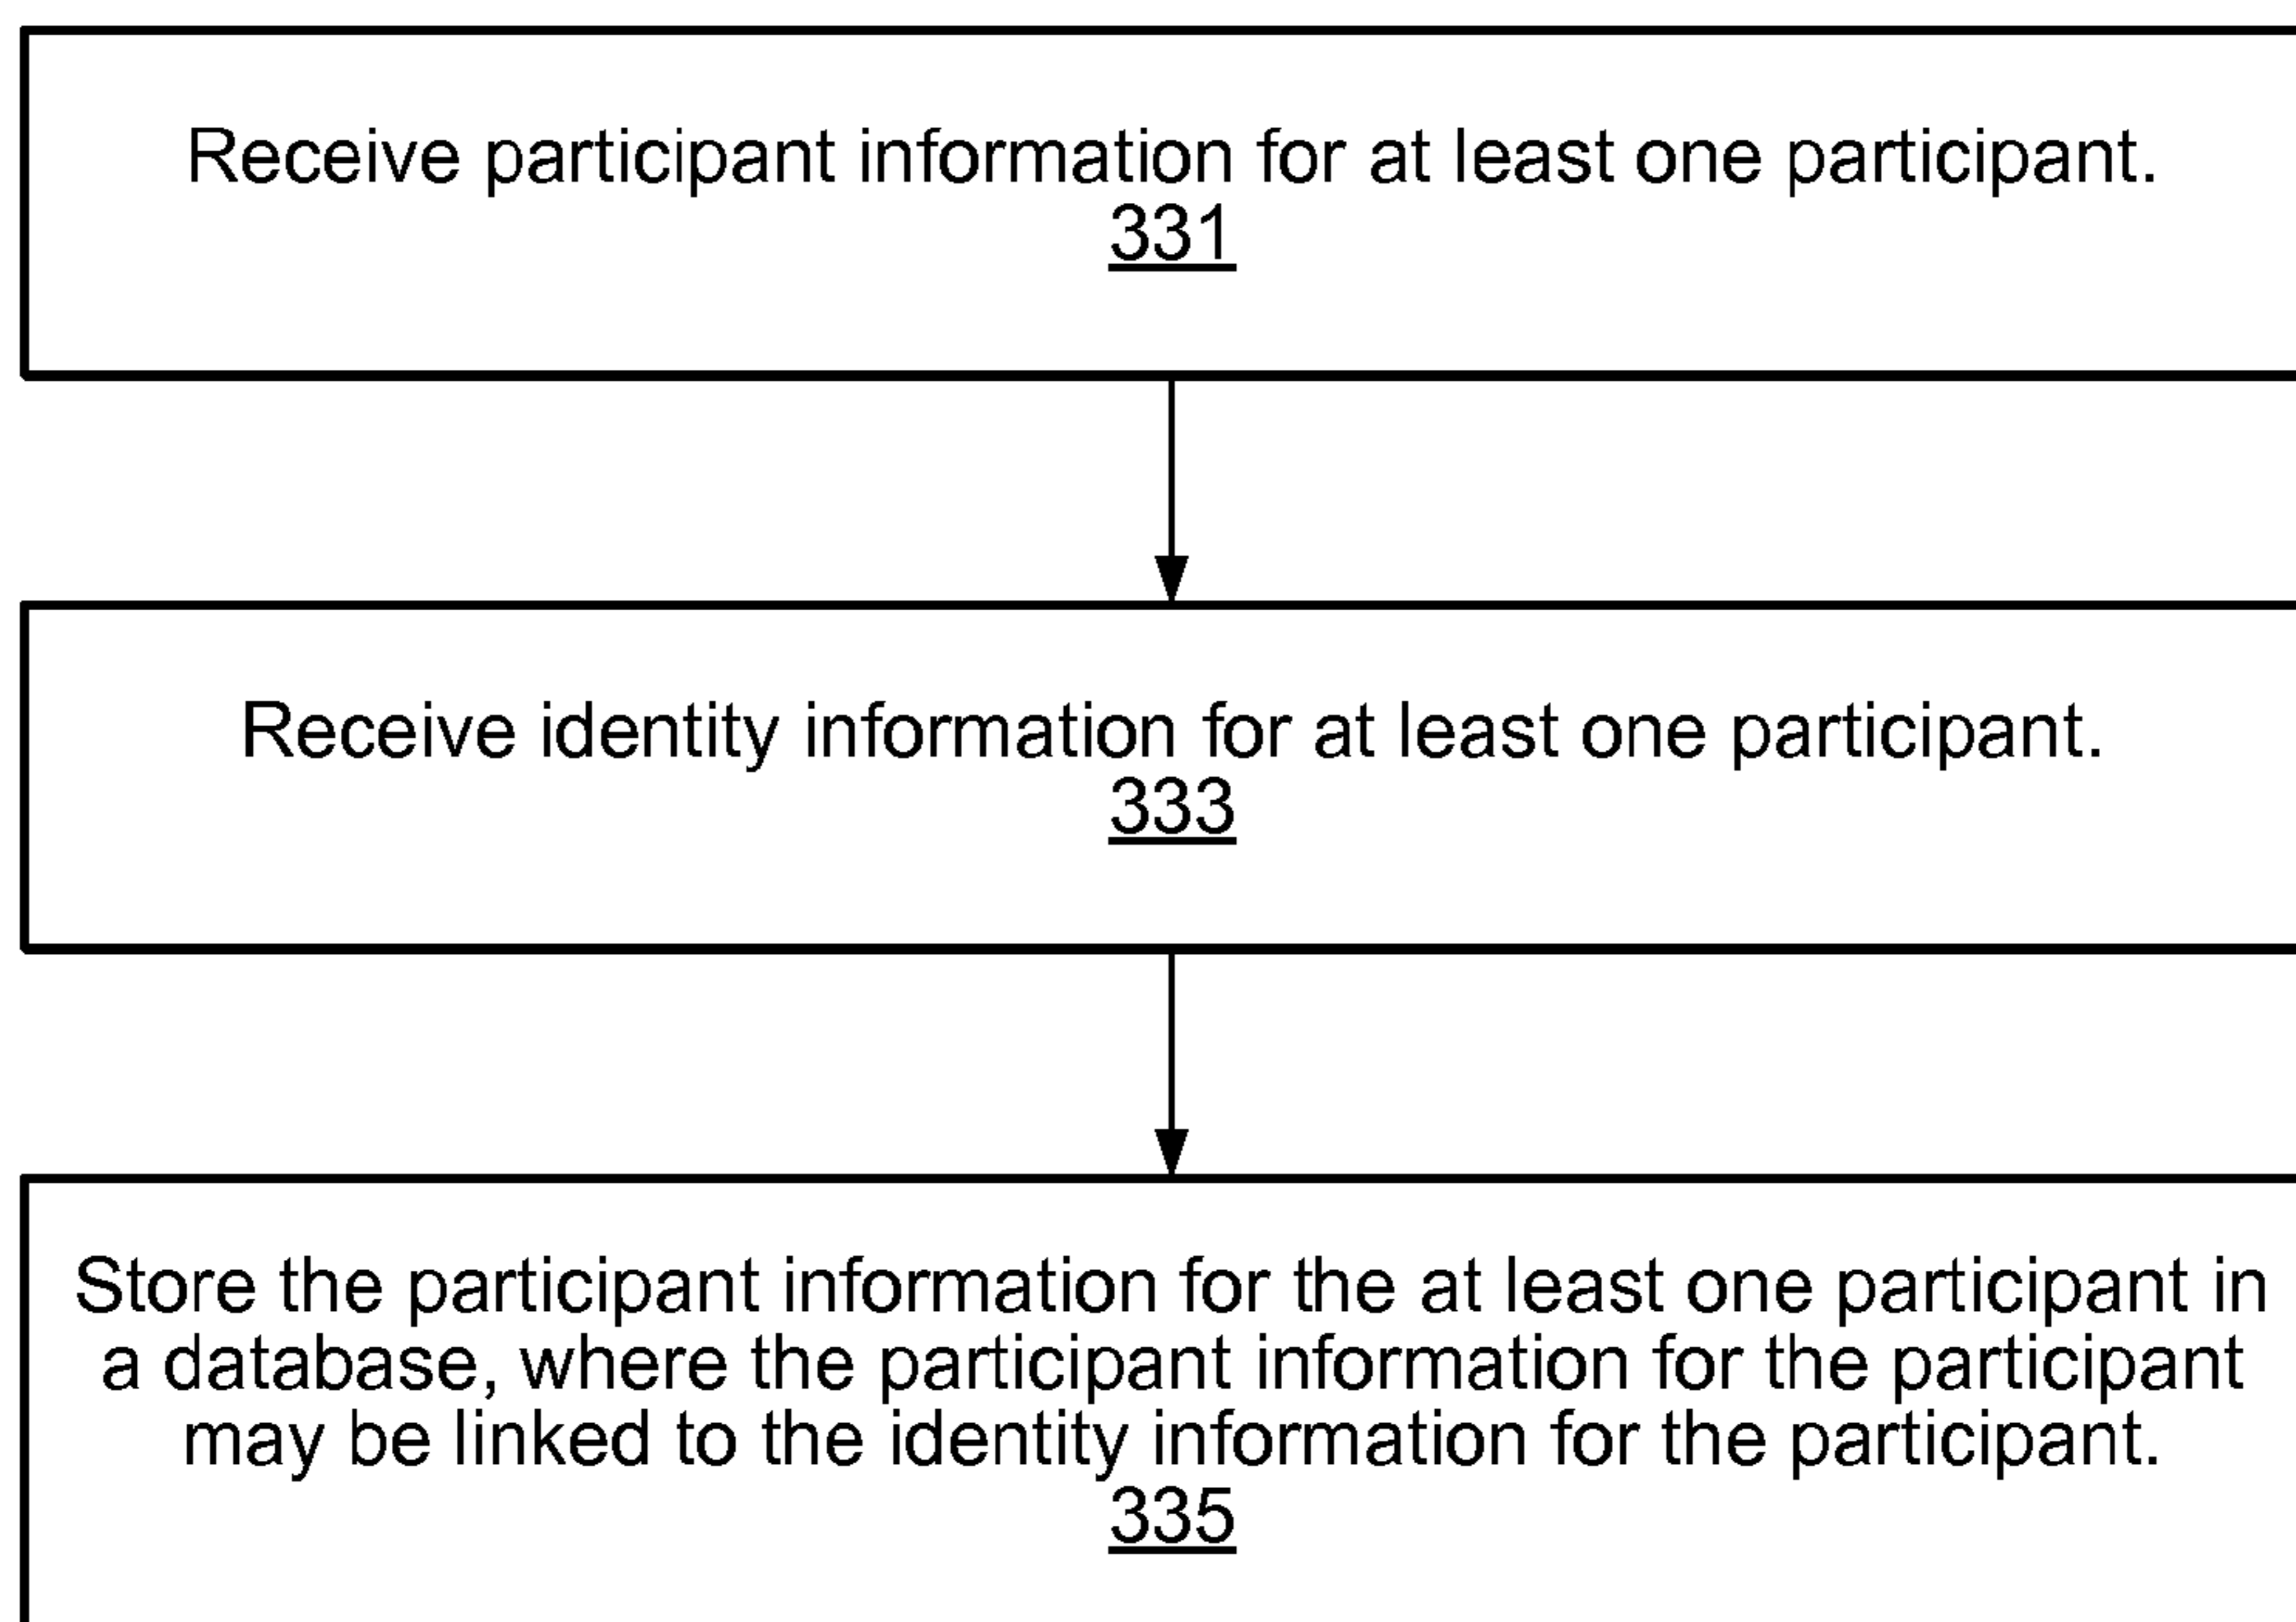 Receive participant information for at least one participant.
331
Receive identity information for at least one participant.
333
Store the participant information for the at least one participant in
a database, where the participant information for the participant
may be linked to the identity information for the participant.
335